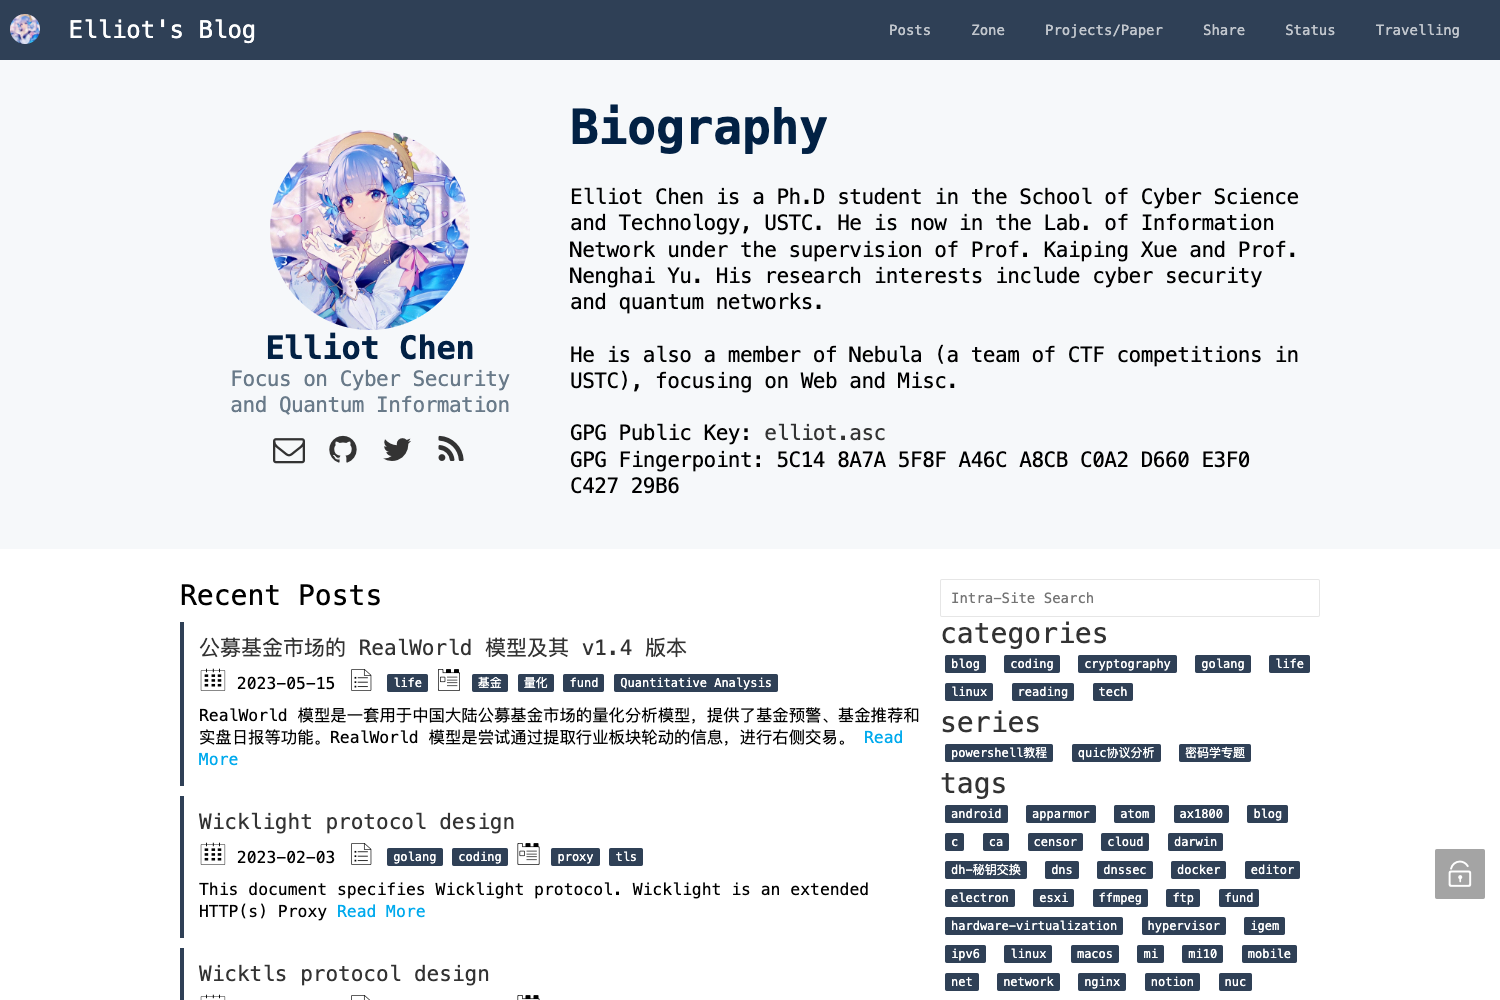 Elliot's Blog
Posts Zone Projects/Paper Share Status Travelling
Elliot Chen
Focus on Cyber Security
and Quantum Information
Biography
Elliot Chen is a Ph.D student in the School of Cyber Science
and Technology, USTC. He is now in the Lab. of Information
Network under the supervision of Prof. Kaiping Xue and Prof.
Nenghai Yu. His research interests include cyber security
and quantum networks.
He is also a member of Nebula (a team of CTF competitions in
USTC), focusing on Web and Misc.
GPG Public Key: elliot.asc
GPG Fingerpoint: 5C14 8A7A 5F8F A46C A8CB C0A2 D660 E3F0
C427 29B6
Recent Posts
公募基金市场的 RealWorld 模型及其 v1.4 版本
2023-05-15 life 基金 量化 fund Quantitative Analysis
RealWorld 模型是一套用于中国大陆公募基金市场的量化分析模型，提供了基金预警、基金推荐和
实盘日报等功能。RealWorld 模型是尝试通过提取行业板块轮动的信息，进行右侧交易。 Read
More
Wicklight protocol design
2023-02-03 golang coding proxy tls
This document specifies Wicklight protocol. Wicklight is an extended
HTTP(s) Proxy Read More
Wicktls protocol design
Intra-Site Search
categories
blog coding cryptography golang life
linux reading tech
series
powershell教程 quic协议分析 密码学专题
tags
android apparmor atom ax1800 blog
c ca censor cloud darwin
dh-秘钥交换 dns dnssec docker editor
electron esxi ffmpeg ftp fund
hardware-virtualization hypervisor igem
ipv6 linux macos mi mi10 mobile
net network nginx notion nuc